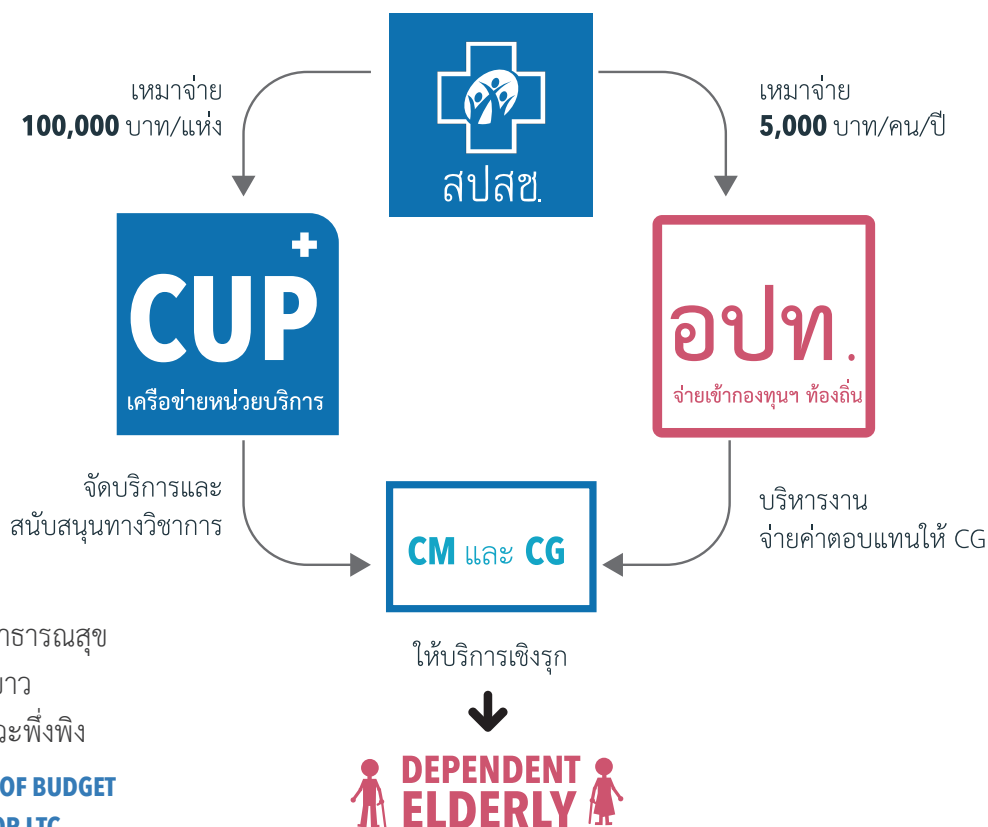 สปสช.
เหมาจ่าย
100,000 บาท/แห่ง
เหมาจ่าย
5,000 บาท/คน/ปี
CUP+
เครือข่ายหน่วยบริการ
อปท.
จ่ายเข้ากองทุนฯ ท้องถิ่น
จัดบริการและ
สนับสนุนทางวิชาการ
CM และ CG
บริหารงาน
จ่ายค่าตอบแทนให้ CG
ให้บริการเชิงรุก
DEPENDENT
ELDERLY
าธารณสุข
ยาว
วะพึ่งพิง
OF BUDGET
OR LTC